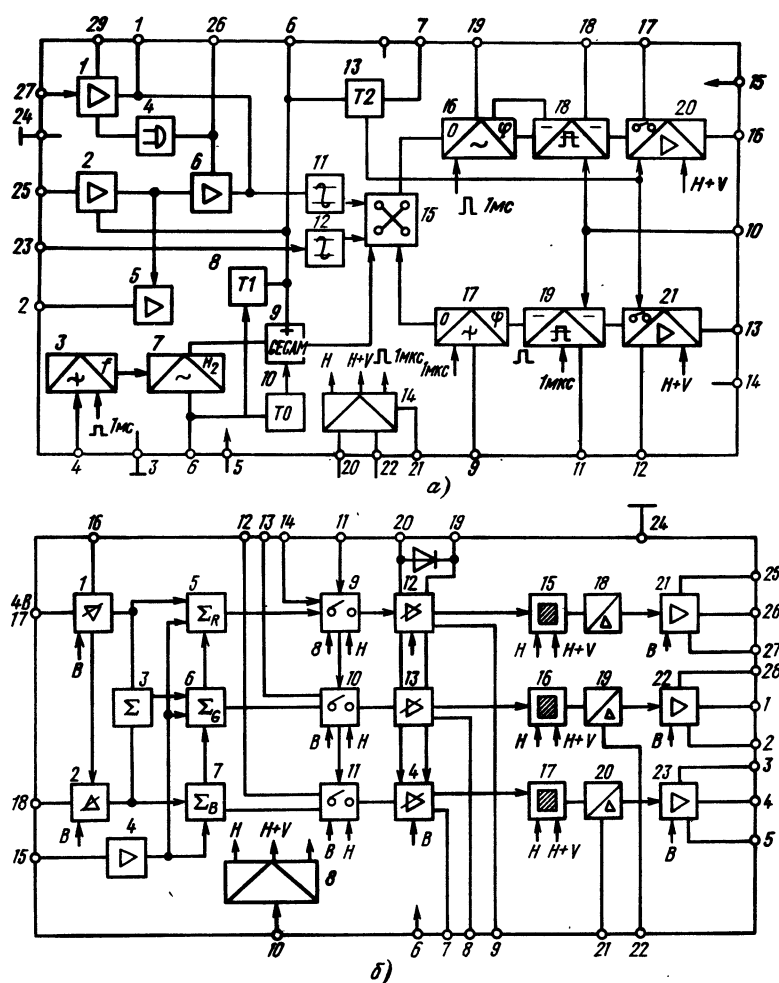 29 1 26 6 7 19 18 17
27 1 13 T2 15
24 4 16 18 20
0 φ 16
2 6 11
25 H+V
12 15 1мс
23 10
8 T1
2 5 17 19 21
9 0 φ 13
3 7 СЕСАМ
f H2 10 H H+V 1мкс 1мкс 1мкс H+V 14
T0 14
1мс
4 3 6 5 20 22 21 9 11 12
а)
16 12 13 14 11 20 19 24
25
4В 1 5 9 12 15 18 21 26
17 ΣR
В 8 H H H+V В 27
28
3 Σ 6 ΣG 10 13 16 19 22 1
В H H H+V В 2
2 7 11 4 17 20 23 3
18 ΣB 4
В H H+V В H В H H+V В 5
15 4 8
10 6 7 8 9 21 22
б)